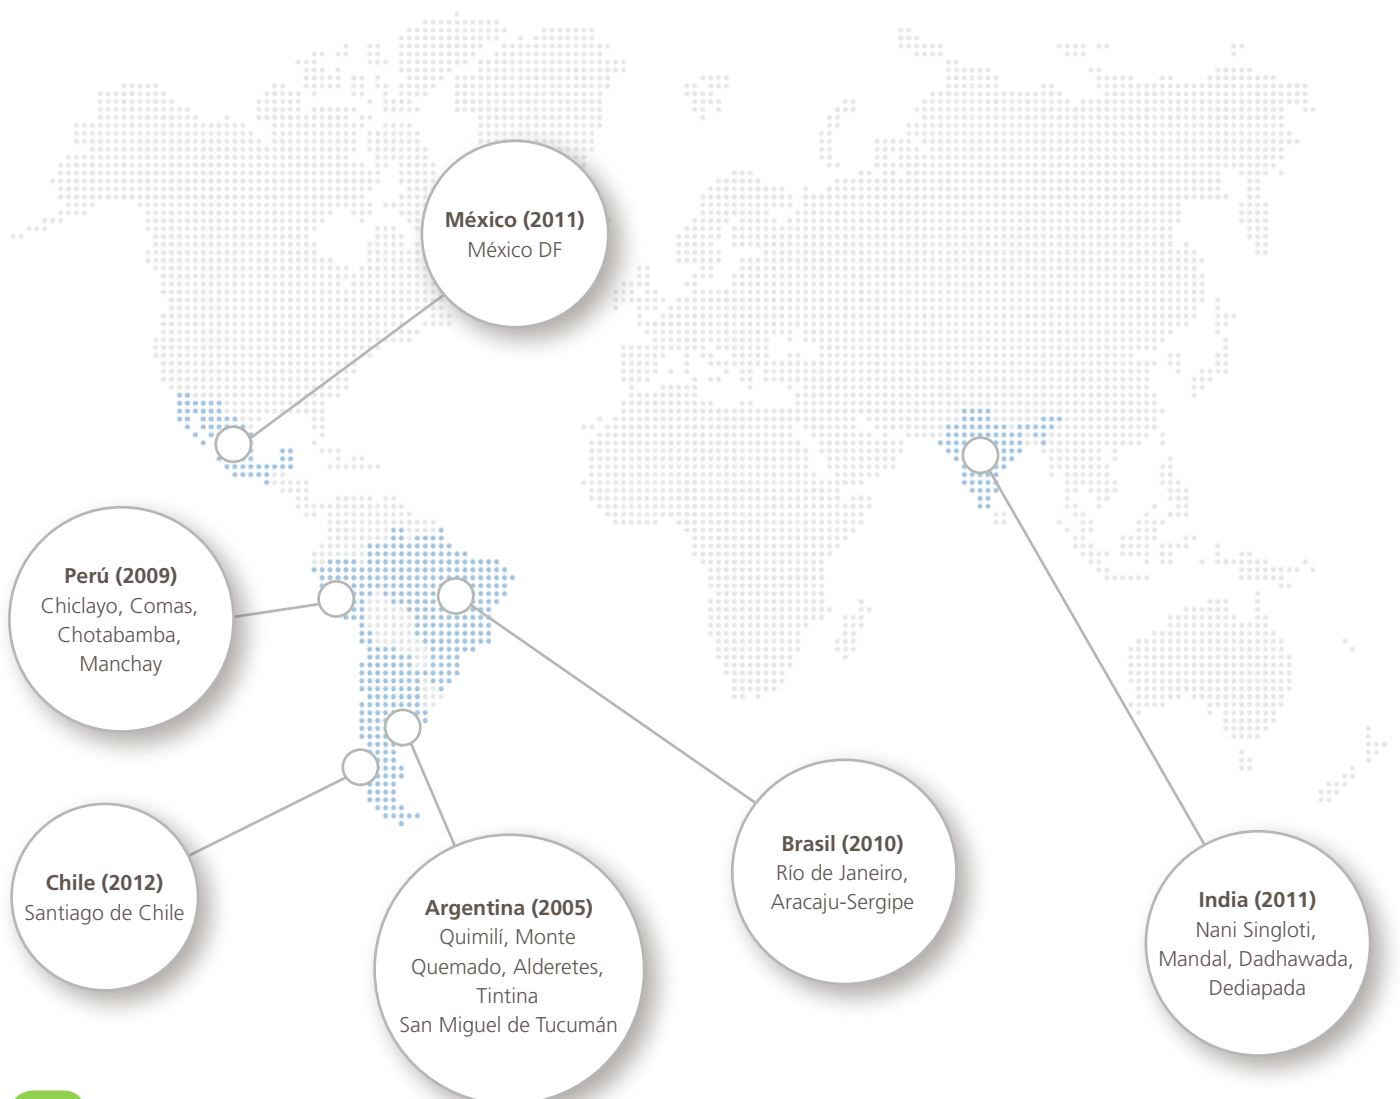 México (2011)
México DF
Perú (2009)
Chiclayo, Comas,
Chotabamba,
Manchay
Chile (2012)
Santiago de Chile
Argentina (2005)
Quimilí, Monte
Quemado, Alderetes,
Tintina
San Miguel de Tucumán
Brasil (2010)
Río de Janeiro,
Aracaju-Sergipe
India (2011)
Nani Singloti,
Mandal, Dadhawada,
Dediapada